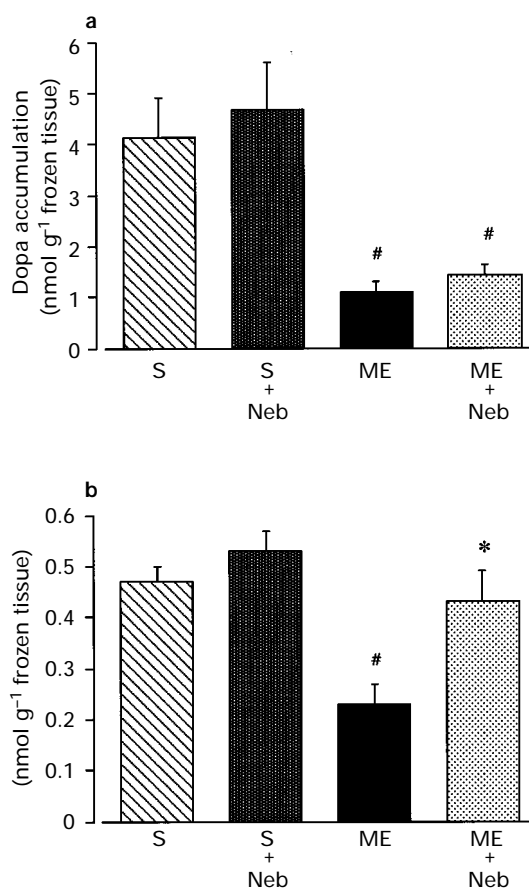 a
Dopa accumulation
(nmol g⁻¹ frozen tissue)
6
5
4
3
2
1
0
#
#
S
S
+
Neb
ME
ME
+
Neb
b
(nmol g⁻¹ frozen tissue)
0.6
0.5
0.4
0.3
0.2
0.1
0
#
*
S
S
+
Neb
ME
ME
+
Neb